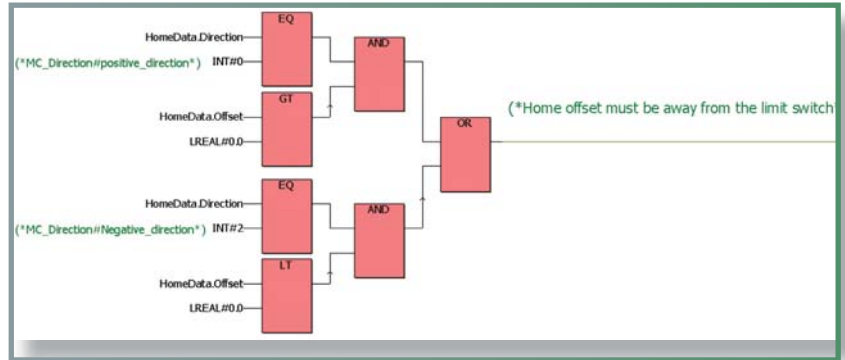 EQ
HomeData.Direction
AND
(*MC_Direction#positive_direction*) INT#0
GT
(*Home offset must be away from the limit switch
HomeData.Offset
OR
LREAL#0.0
EQ
HomeData.Direction
AND
(*MC_Direction#Negative_direction*) INT#2
LT
HomeData.Offset
LREAL#0.0